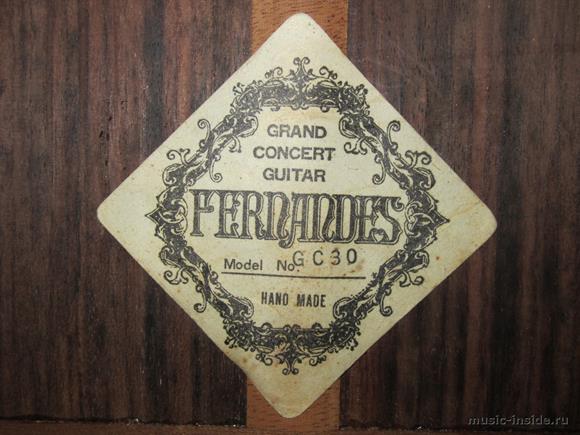 GRAND
CONCERT
GUITAR
FERNANDES
Model No. GC30
HAND MADE
music-inside.ru